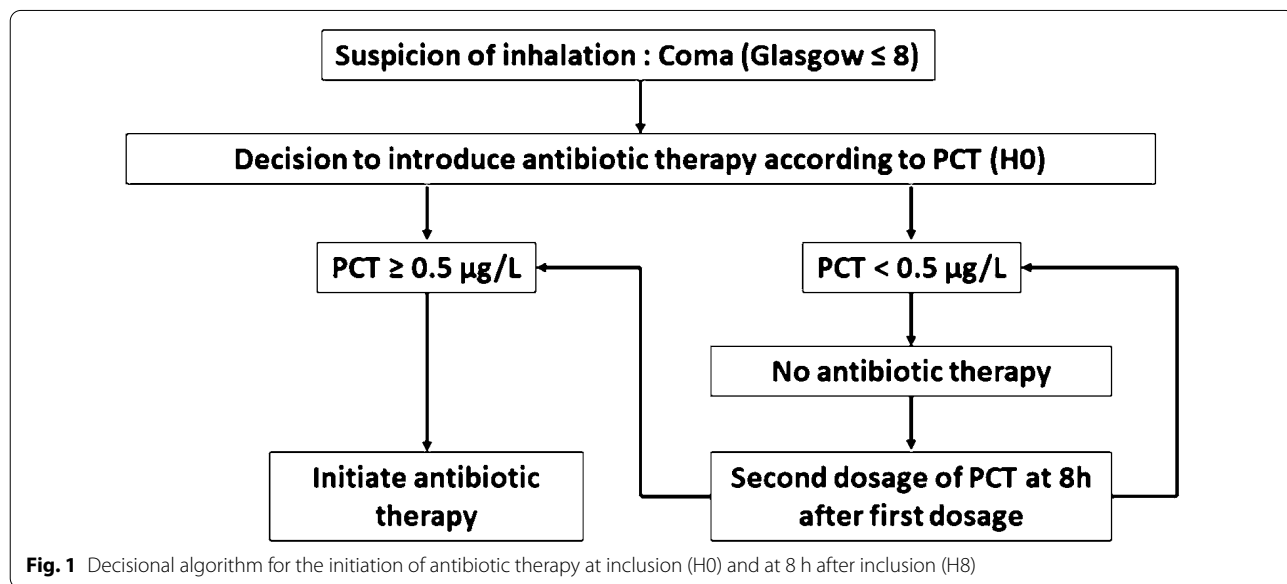 Suspicion of inhalation : Coma (Glasgow ≤ 8)
Decision to introduce antibiotic therapy according to PCT (H0)
PCT ≥ 0.5 µg/L
PCT < 0.5 µg/L
No antibiotic therapy
Initiate antibiotic
therapy
Second dosage of PCT at 8h
after first dosage
Fig. 1 Decisional algorithm for the initiation of antibiotic therapy at inclusion (H0) and at 8 h after inclusion (H8)